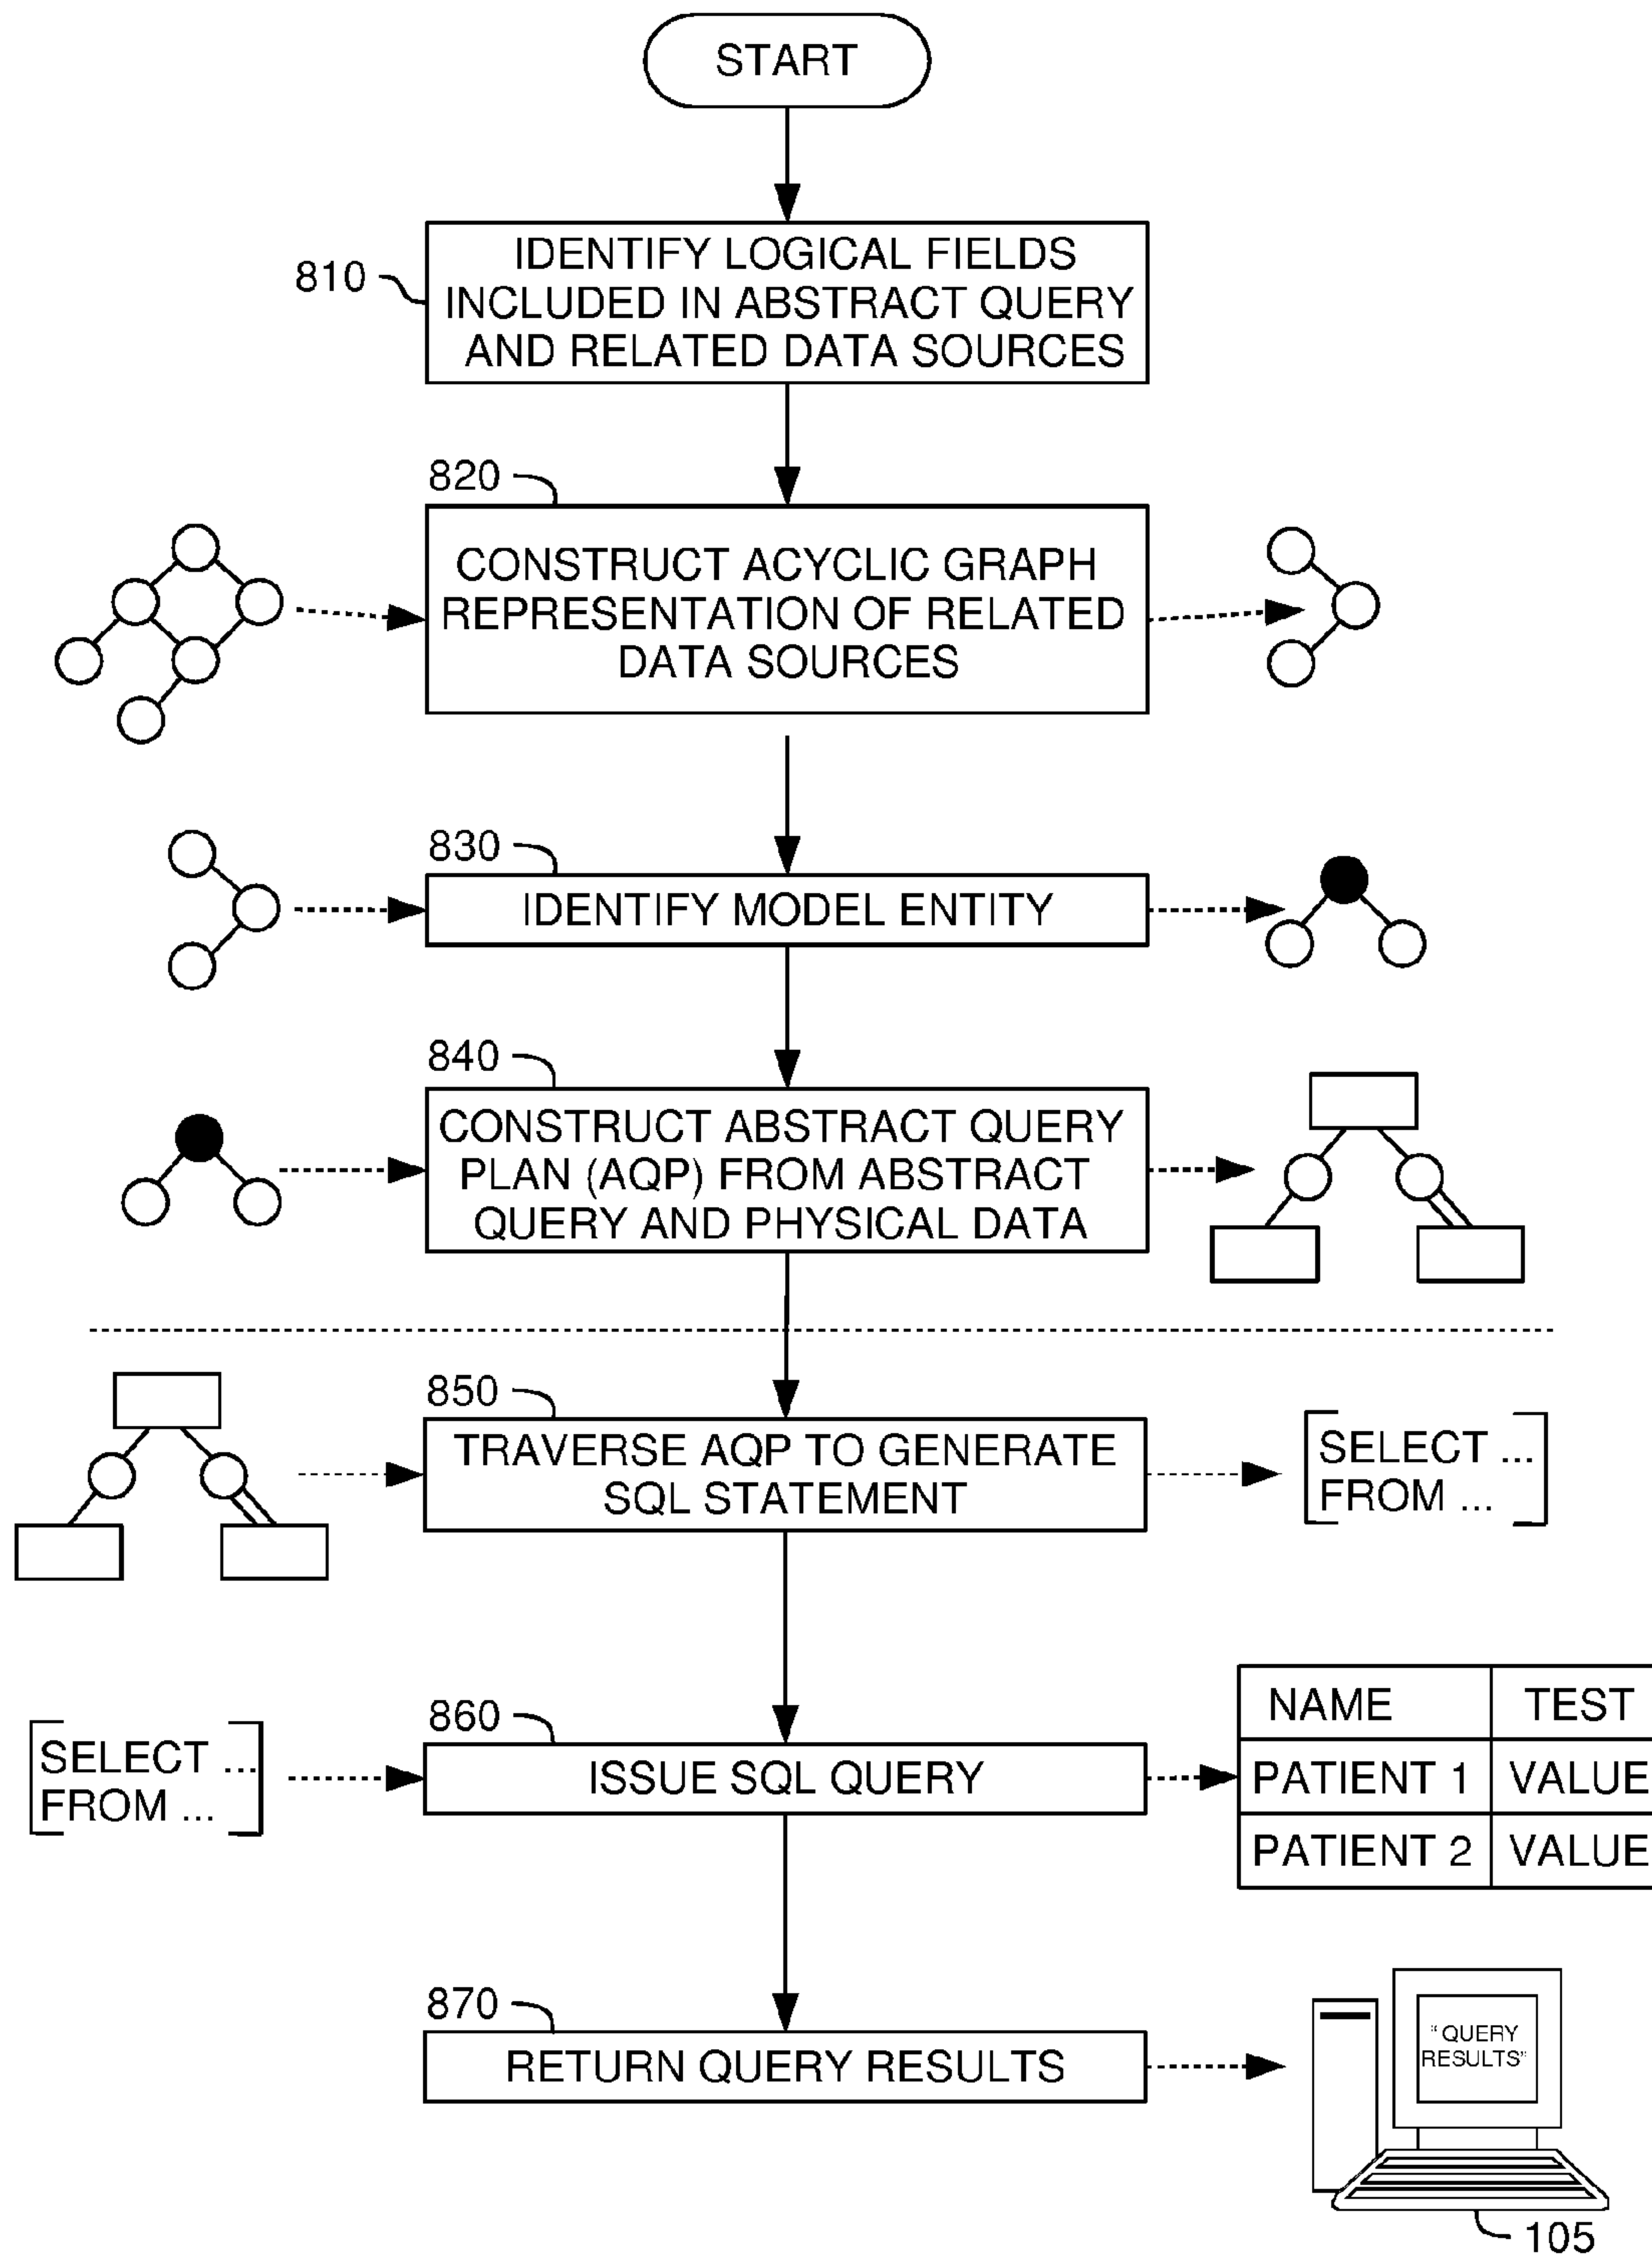 START
810
IDENTIFY LOGICAL FIELDS
INCLUDED IN ABSTRACT QUERY
AND RELATED DATA SOURCES
820
CONSTRUCT ACYCLIC GRAPH
REPRESENTATION OF RELATED
DATA SOURCES
830
IDENTIFY MODEL ENTITY
840
CONSTRUCT ABSTRACT QUERY
PLAN (AQP) FROM ABSTRACT
QUERY AND PHYSICAL DATA
850
TRAVERSE AQP TO GENERATE
SQL STATEMENT
SELECT ...
FROM ...
SELECT ...
FROM ...
860
ISSUE SQL QUERY
NAME TEST
PATIENT 1 VALUE
PATIENT 2 VALUE
870
RETURN QUERY RESULTS
“QUERY
RESULTS”
105